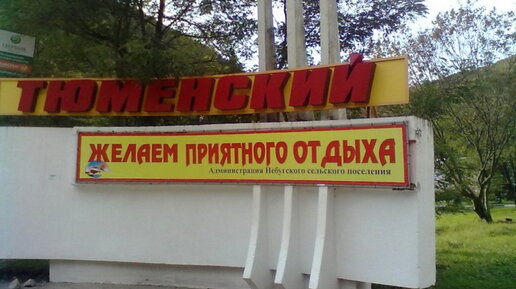 ТЮМЕНСКИЙ
ЖЕЛАЕМ ПРИЯТНОГО ОТДЫХА
Администрация Небугского сельского поселения